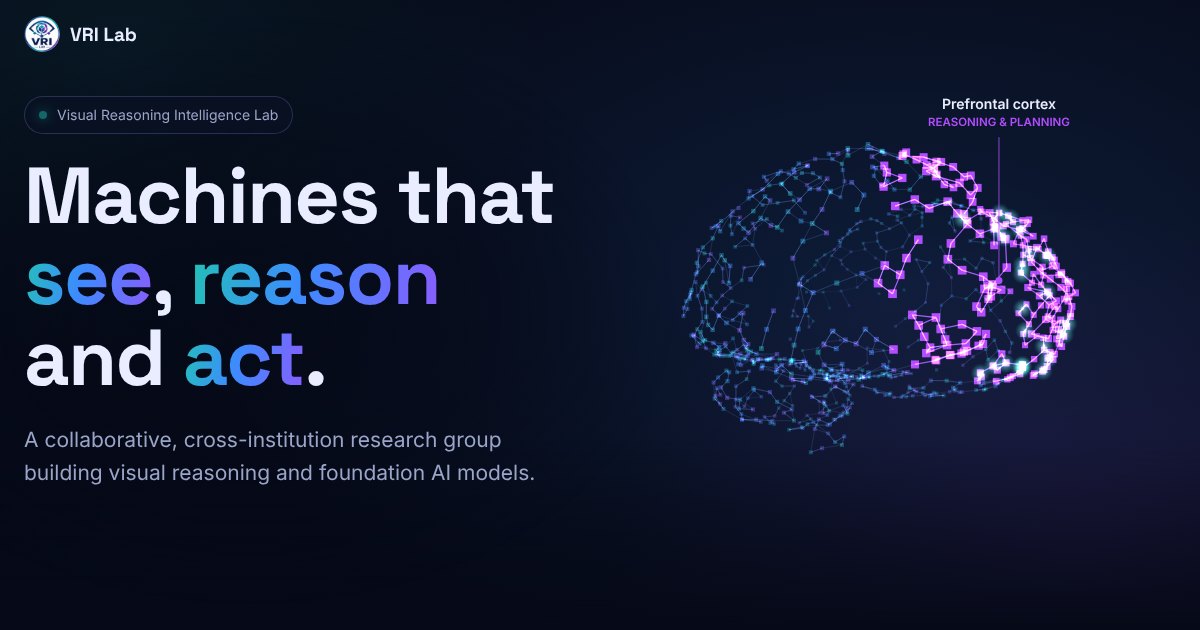 VRI
VRI Lab
Visual Reasoning Intelligence Lab
Machines that
see, reason
and act.
A collaborative, cross-institution research group
building visual reasoning and foundation AI models.
Prefrontal cortex
REASONING & PLANNING